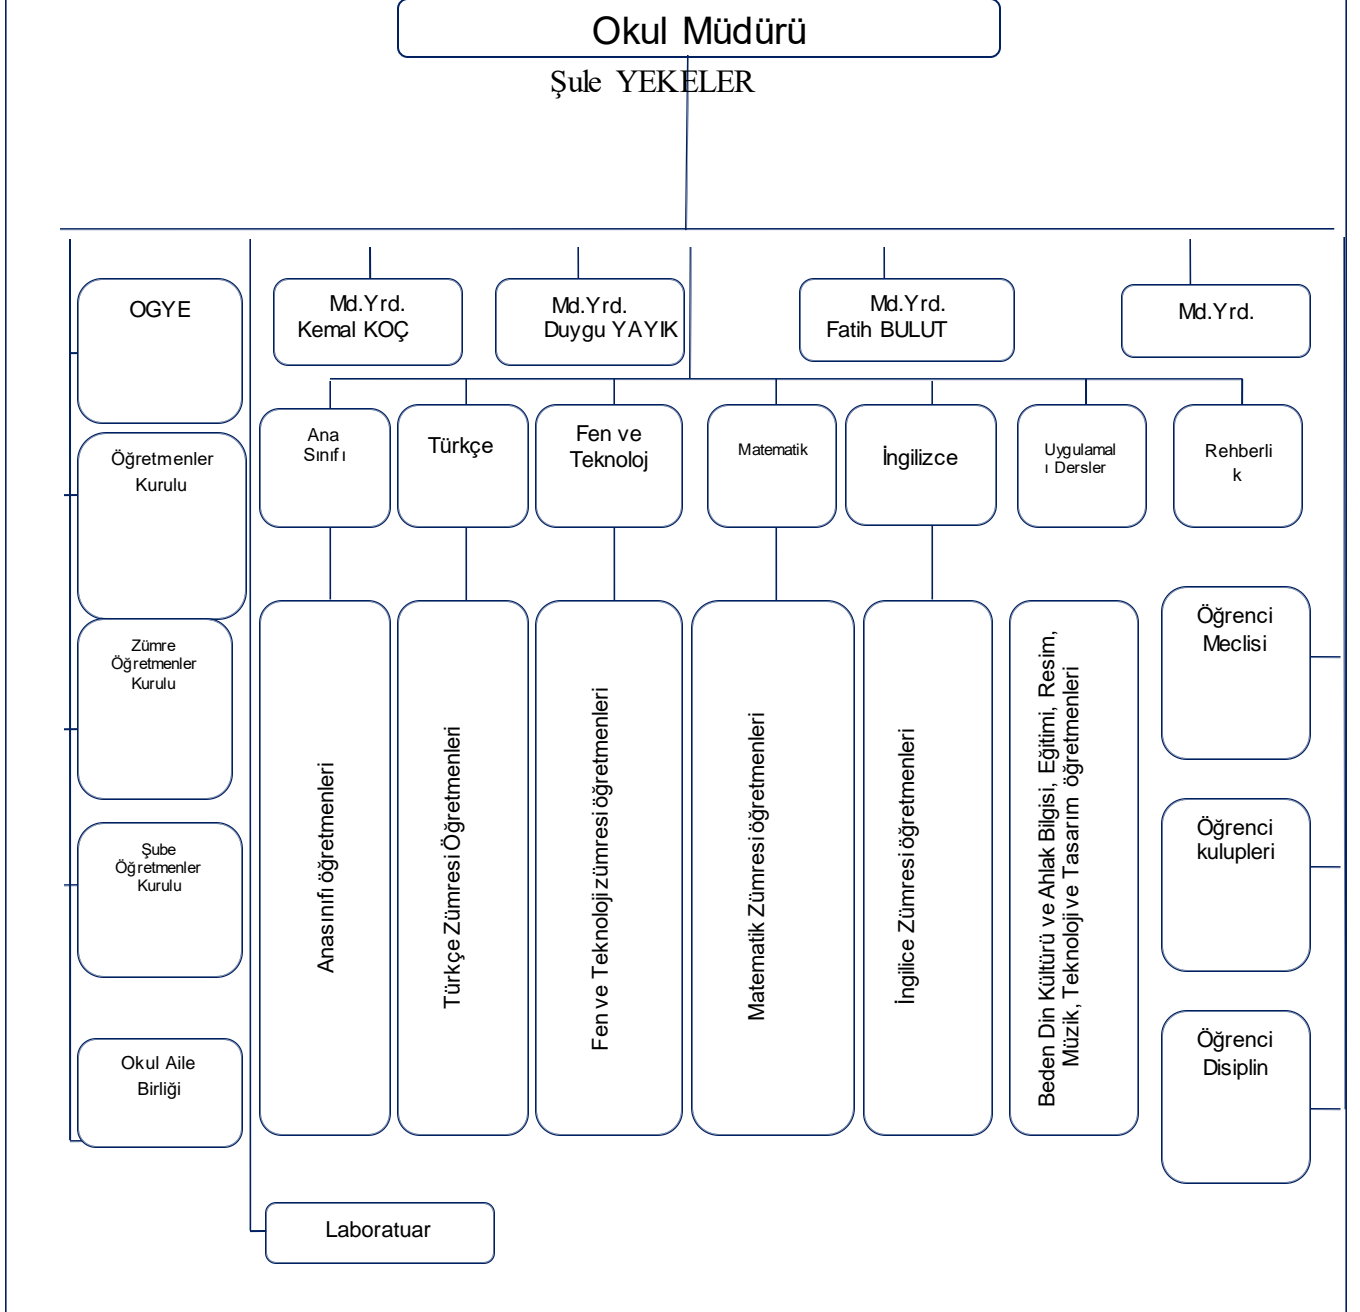 Okul Müdürü
Şule YEKELER
OGYE
Md.Yrd.
Kemal KOÇ
Md.Yrd.
Duygu YAYIK
Md.Yrd.
Fatih BULUT
Md.Yrd.
Ana
Sınıfı
Türkçe
Fen ve
Teknoloj
Matematik
İngilizce
Uygulamal
ı Dersler
Rehberli
k
Öğretmenler
Kurulu
Zümre
Öğretmenler
Kurulu
Şube
Öğretmenler
Kurulu
Okul Aile
Birliği
Anasınıfı öğretmenleri
Türkçe Zümresi Öğretmenleri
Fen ve Teknoloji zümresi öğretmenleri
Matematik Zümresi öğretmenleri
İngilice Zümresi öğretmenleri
Beden Din Kültürü ve Ahlak Bilgisi, Eğitimi, Resim,
Müzik, Teknoloji ve Tasarım öğretmenleri
Öğrenci
Meclisi
Öğrenci
kulupleri
Öğrenci
Disiplin
Laboratuar